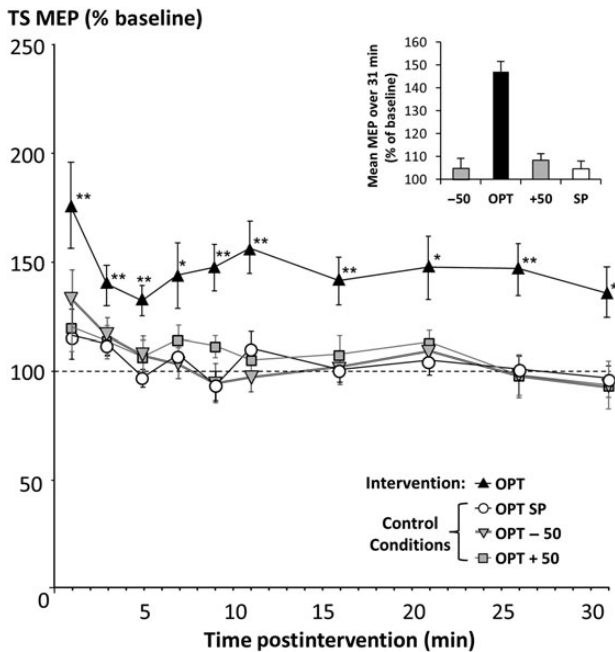 TS MEP (% baseline)
250
200
150
100
50
0
5
10
15
20
25
30
Time postintervention (min)
**
**
**
*
**
**
**
*
**
*
Mean MEP over 31 min
(% of baseline)
160
150
140
130
120
110
100
−50
OPT
+50
SP
Intervention:
OPT
Control
Conditions
OPT SP
OPT − 50
OPT + 50